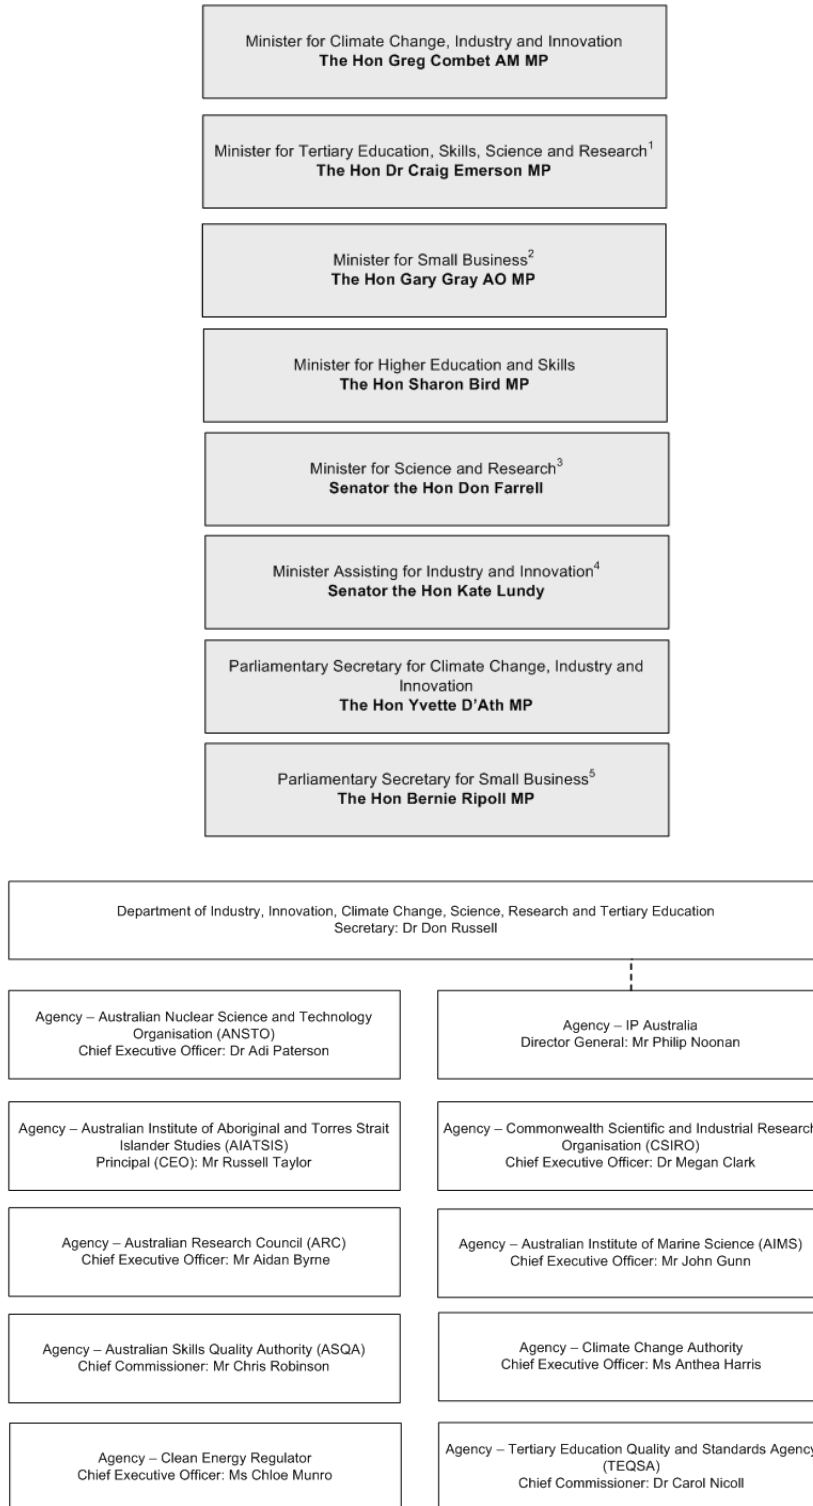 Minister for Climate Change, Industry and Innovation
The Hon Greg Combet AM MP
Minister for Tertiary Education, Skills, Science and Research1
The Hon Dr Craig Emerson MP
Minister for Small Business2
The Hon Gary Gray AO MP
Minister for Higher Education and Skills
The Hon Sharon Bird MP
Minister for Science and Research3
Senator the Hon Don Farrell
Minister Assisting for Industry and Innovation4
Senator the Hon Kate Lundy
Parliamentary Secretary for Climate Change, Industry and
Innovation
The Hon Yvette D'Ath MP
Parliamentary Secretary for Small Business5
The Hon Bernie Ripoll MP
Department of Industry, Innovation, Climate Change, Science, Research and Tertiary Education
Secretary: Dr Don Russell
Agency – Australian Nuclear Science and Technology
Organisation (ANSTO)
Chief Executive Officer: Dr Adi Paterson
Agency – IP Australia
Director General: Mr Philip Noonan
Agency – Australian Institute of Aboriginal and Torres Strait
Islander Studies (AIATSIS)
Principal (CEO): Mr Russell Taylor
Agency – Commonwealth Scientific and Industrial Research
Organisation (CSIRO)
Chief Executive Officer: Dr Megan Clark
Agency – Australian Research Council (ARC)
Chief Executive Officer: Mr Aidan Byrne
Agency – Australian Institute of Marine Science (AIMS)
Chief Executive Officer: Mr John Gunn
Agency – Australian Skills Quality Authority (ASQA)
Chief Commissioner: Mr Chris Robinson
Agency – Climate Change Authority
Chief Executive Officer: Ms Anthea Harris
Agency – Clean Energy Regulator
Chief Executive Officer: Ms Chloe Munro
Agency – Tertiary Education Quality and Standards Agency
(TEQSA)
Chief Commissioner: Dr Carol Nicoll